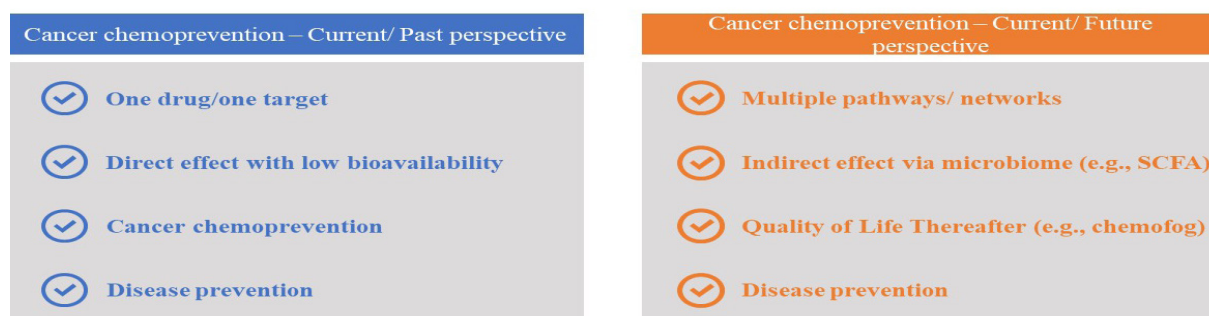 Cancer chemoprevention – Current/ Past perspective
One drug/one target
Direct effect with low bioavailability
Cancer chemoprevention
Disease prevention
Cancer chemoprevention – Current/ Future
perspective
Multiple pathways/ networks
Indirect effect via microbiome (e.g., SCFA)
Quality of Life Thereafter (e.g., chemofog)
Disease prevention